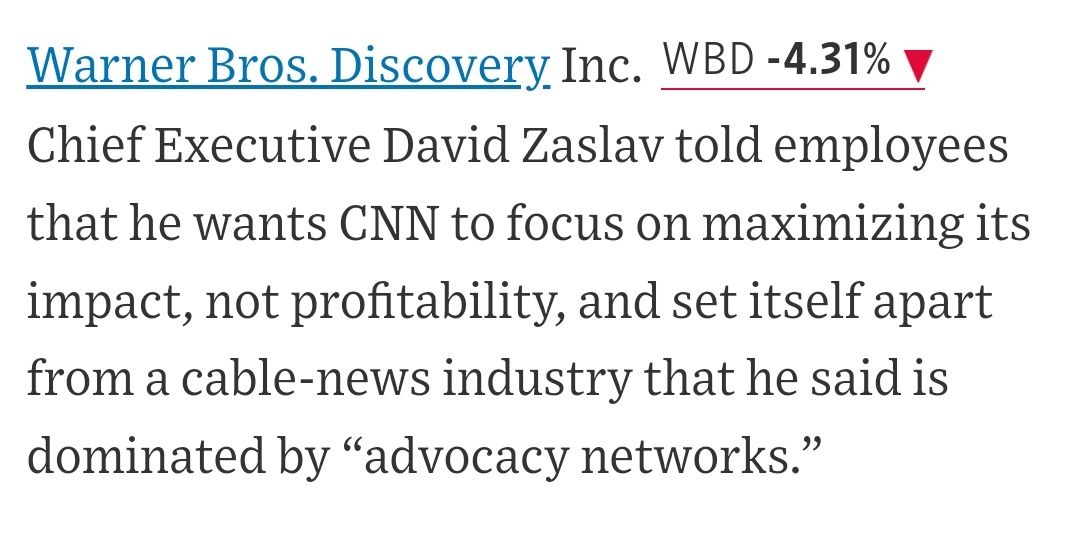 Warner Bros. Discovery Inc. WBD -4.31% ▼
Chief Executive David Zaslav told employees
that he wants CNN to focus on maximizing its
impact, not profitability, and set itself apart
from a cable-news industry that he said is
dominated by “advocacy networks.”